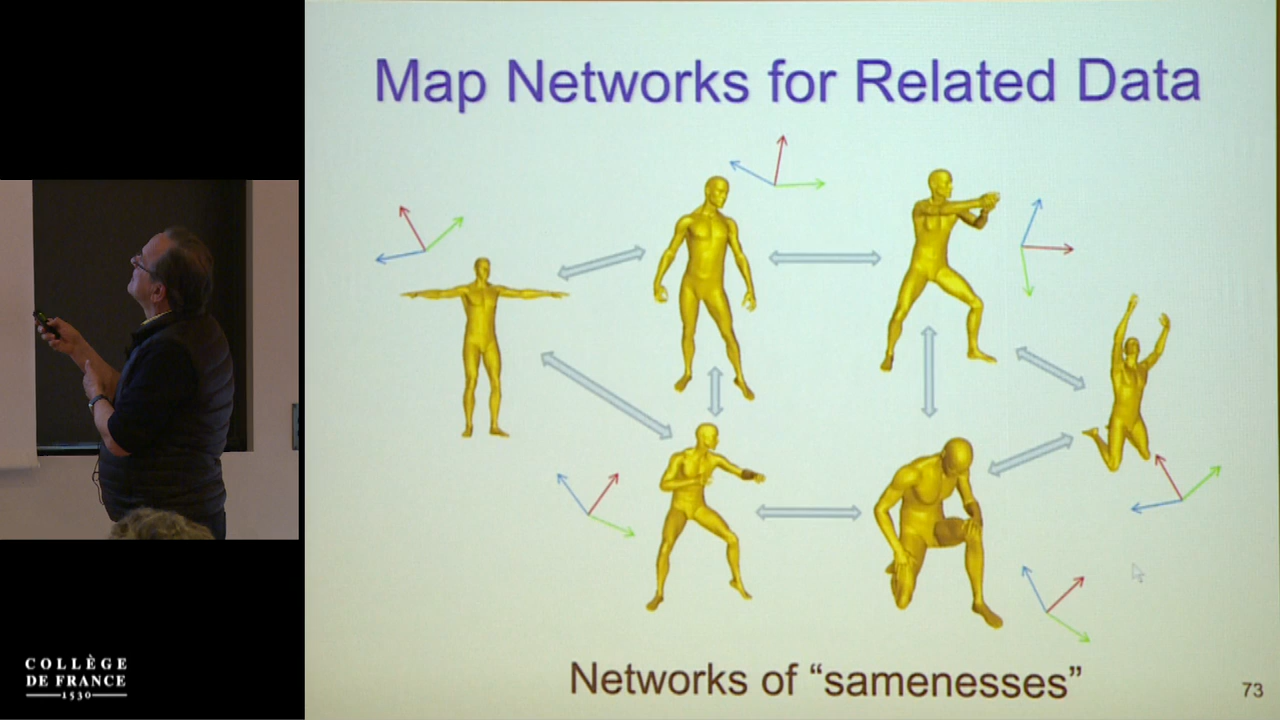 Map Networks for Related Data
Networks of “samenesses”
73
COLLÈGE
DE FRANCE
1530